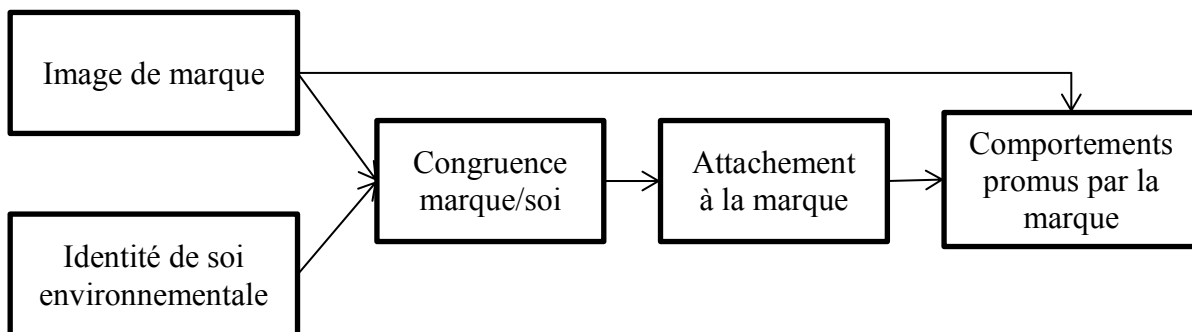 Image de marque
Congruence
marque/soi
Attachement
à la marque
Comportements
promus par la
marque
Identité de soi
environnementale